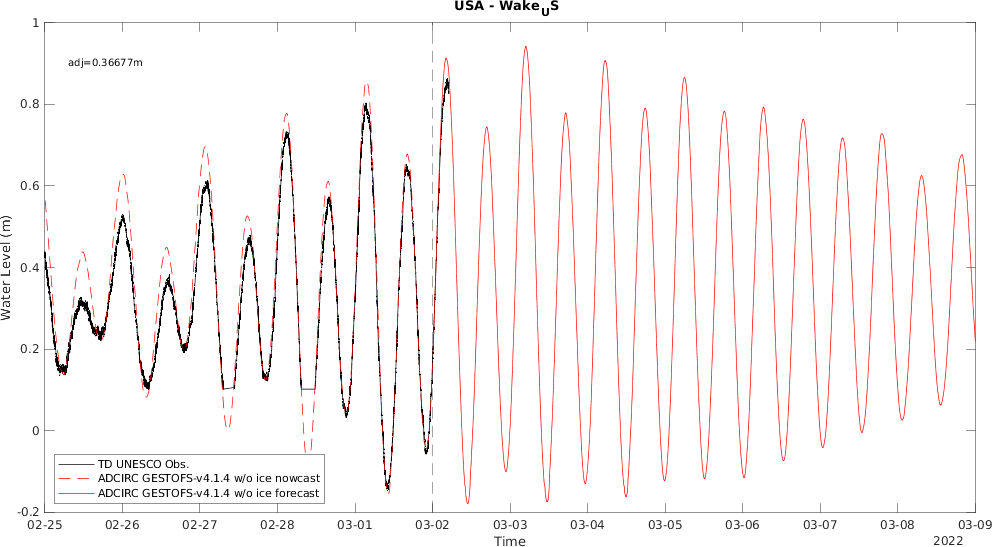 USA - Wake_US
adj=0.36677m
1
0.8
0.6
0.4
0.2
0
-0.2
Water Level (m)
TD UNESCO Obs.
ADCIRC GESTOFS-v4.1.4 w/o ice nowcast
ADCIRC GESTOFS-v4.1.4 w/o ice forecast
02-25 02-26 02-27 02-28 03-01 03-02 03-03 03-04 03-05 03-06 03-07 03-08 03-09
Time
2022